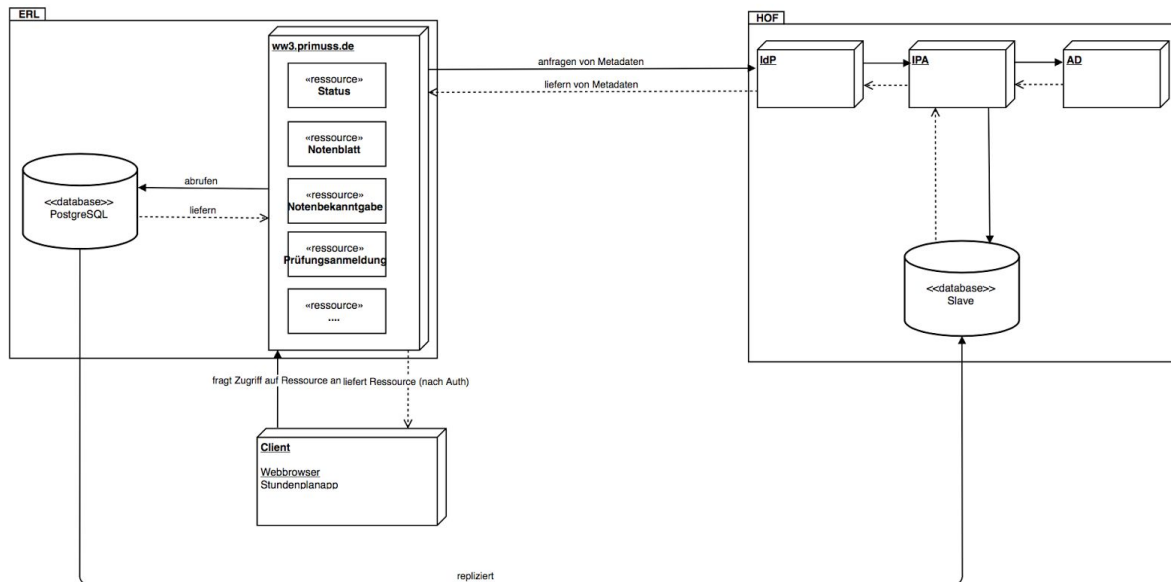 ERL
ww3.primuss.de
«ressource»
Status
«ressource»
Notenblatt
«ressource»
Notenbekanntgabe
«ressource»
Prüfungsanmeldung
«ressource»
....
<<database>>
PostgreSQL
abrufen
liefern
anfragen von Metadaten
liefern von Metadaten
HOF
IdP
IPA
AD
<<database>>
Slave
fragt Zugriff auf Ressource an
liefert Ressource (nach Auth)
Client
Webbrowser
Stundenplanapp
repliziert